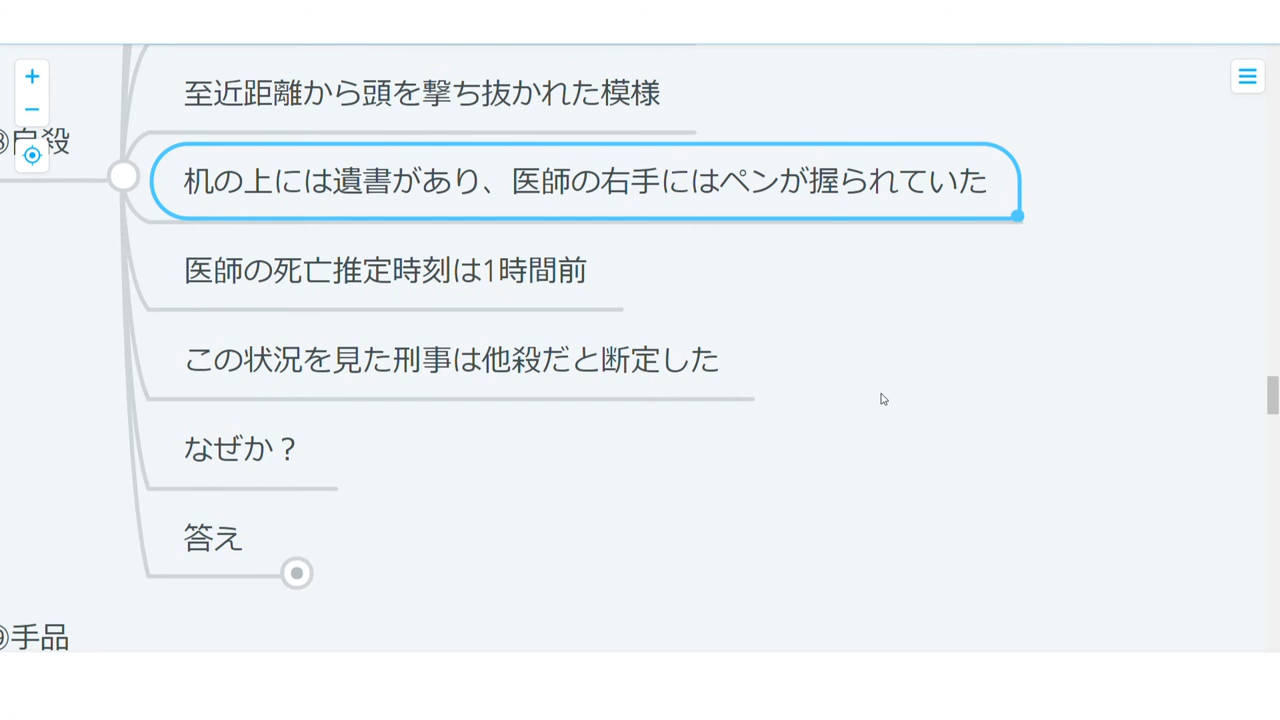 至近距離から頭を撃ち抜かれた模様
自殺
机の上には遺書があり、医師の右手にはペンが握られていた
医師の死亡推定時刻は1時間前
この状況を見た刑事は他殺だと断定した
なぜか？
答え
手品